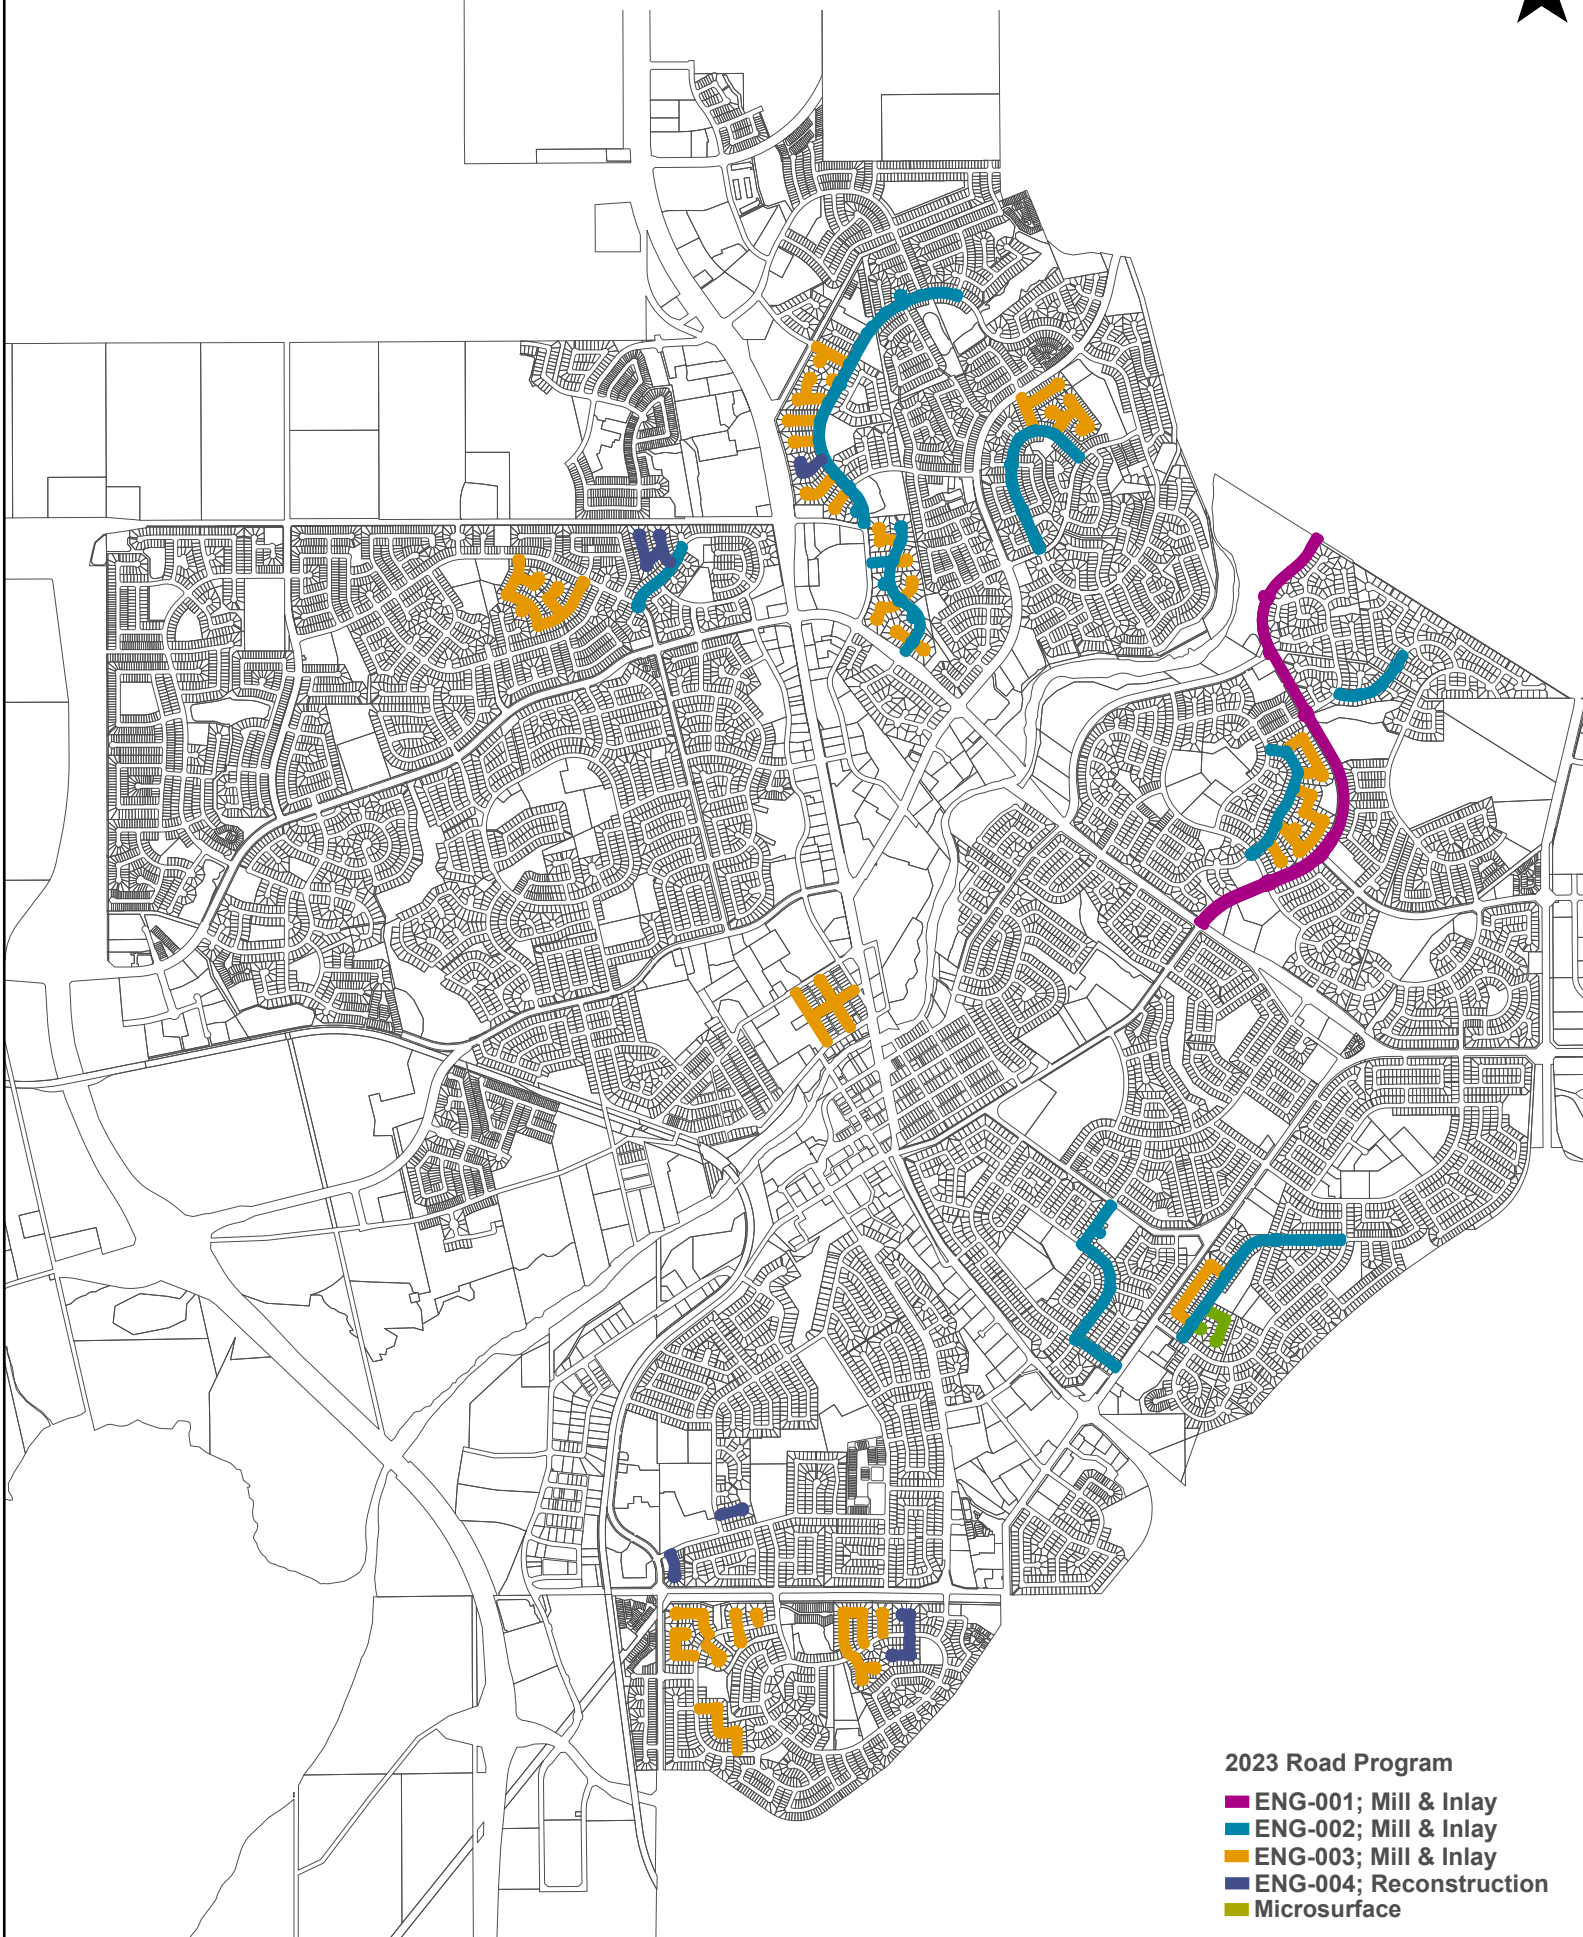 2023 Road Program
ENG-001; Mill & Inlay
ENG-002; Mill & Inlay
ENG-003; Mill & Inlay
ENG-004; Reconstruction
Microsurface